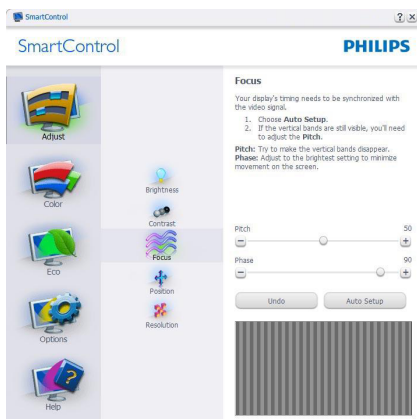 SmartControl
? ×
SmartControl
PHILIPS
Adjust
Color
Eco
Options
Help
Brightness
Contrast
Focus
Position
Resolution
Focus
Your display's timing needs to be synchronized with
the video signal.
1. Choose Auto Setup.
2. If the vertical bands are still visible, you'll need
to adjust the Pitch.
Pitch: Try to make the vertical bands disappear.
Phase: Adjust to the brightest setting to minimize
movement on the screen.
Pitch 50
Phase 90
Undo Auto Setup